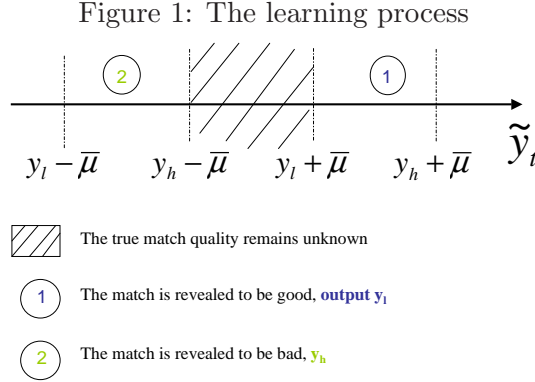 Figure 1: The learning process
2
1
y_l − μ̅
y_h − μ̅
y_l + μ̅
y_h + μ̅
ỹ_t
The true match quality remains unknown
1
The match is revealed to be good, output y_l
2
The match is revealed to be bad, y_h